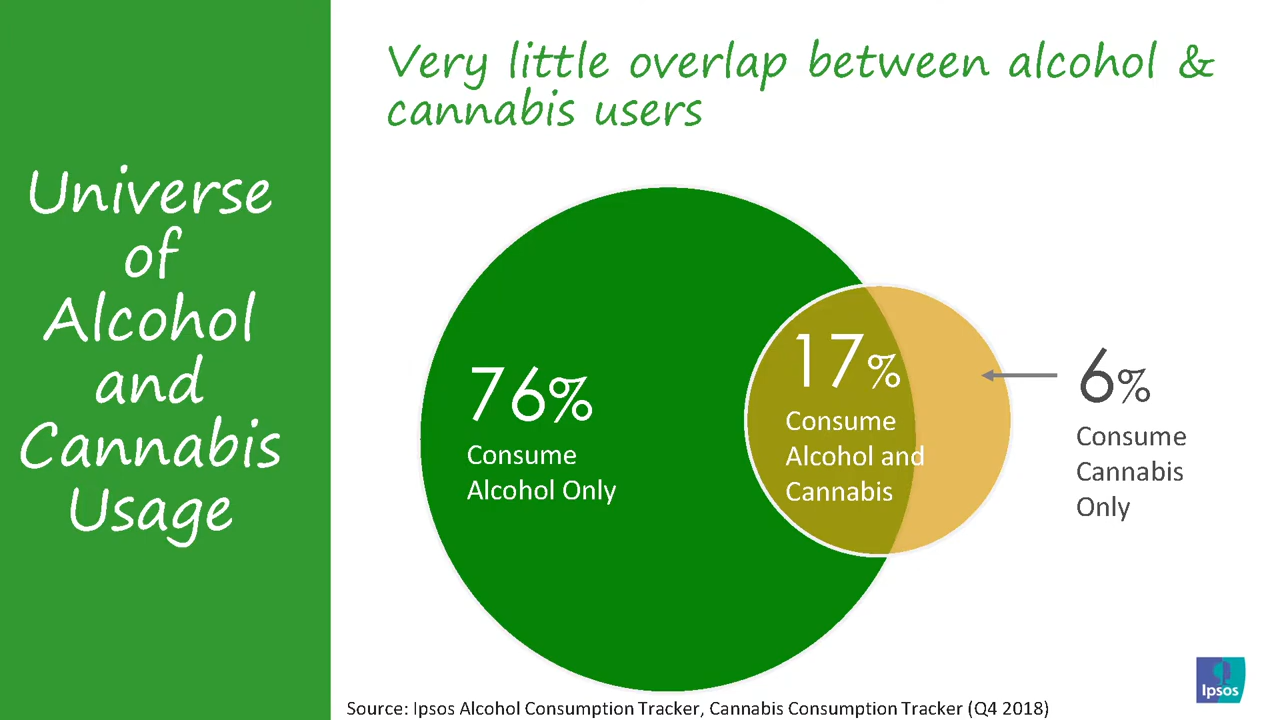 Very little overlap between alcohol &
cannabis users
Universe
of
Alcohol
and
Cannabis
Usage
76%
Consume
Alcohol Only
17%
Consume
Alcohol and
Cannabis
6%
Consume
Cannabis
Only
Source: Ipsos Alcohol Consumption Tracker, Cannabis Consumption Tracker (Q4 2018)
Ipsos